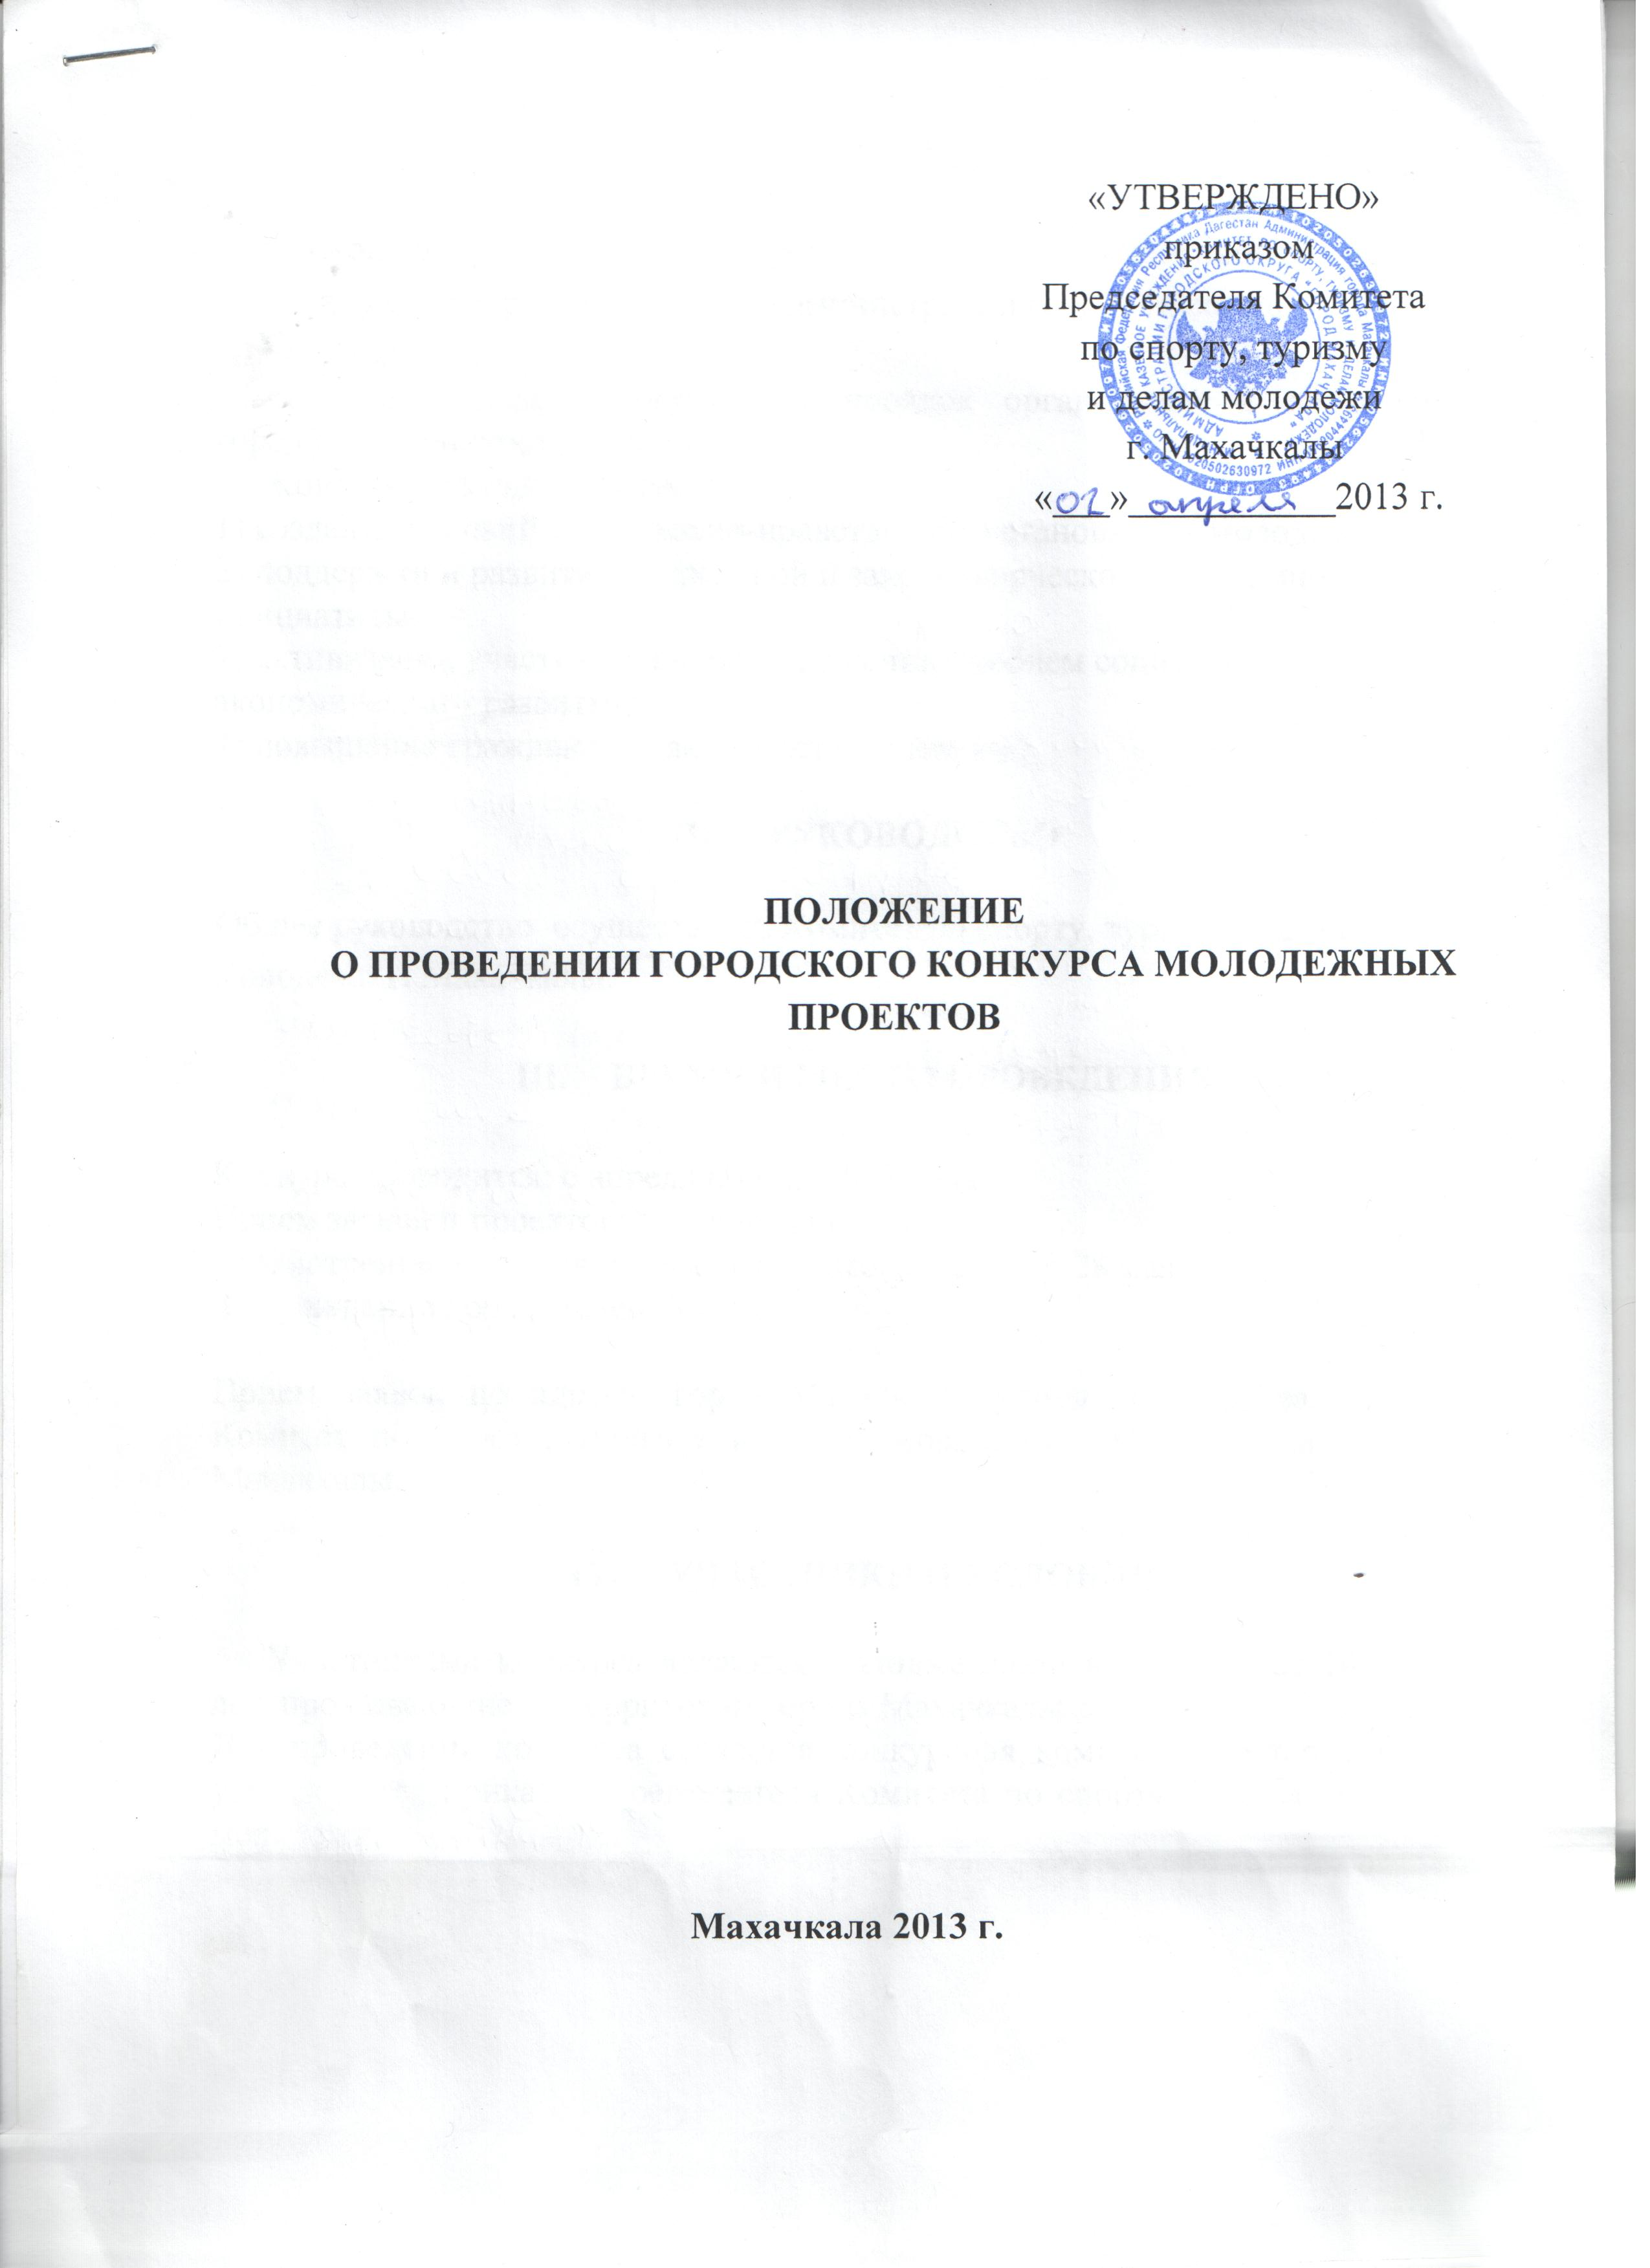 «УТВЕРЖДЕНО»
приказом
Председателя Комитета
по спорту, туризму
и делам молодежи
г. Махачкалы
«01» апреля 2013 г.
ПОЛОЖЕНИЕ
О ПРОВЕДЕНИИ ГОРОДСКОГО КОНКУРСА МОЛОДЕЖНЫХ
ПРОЕКТОВ
Махачкала 2013 г.